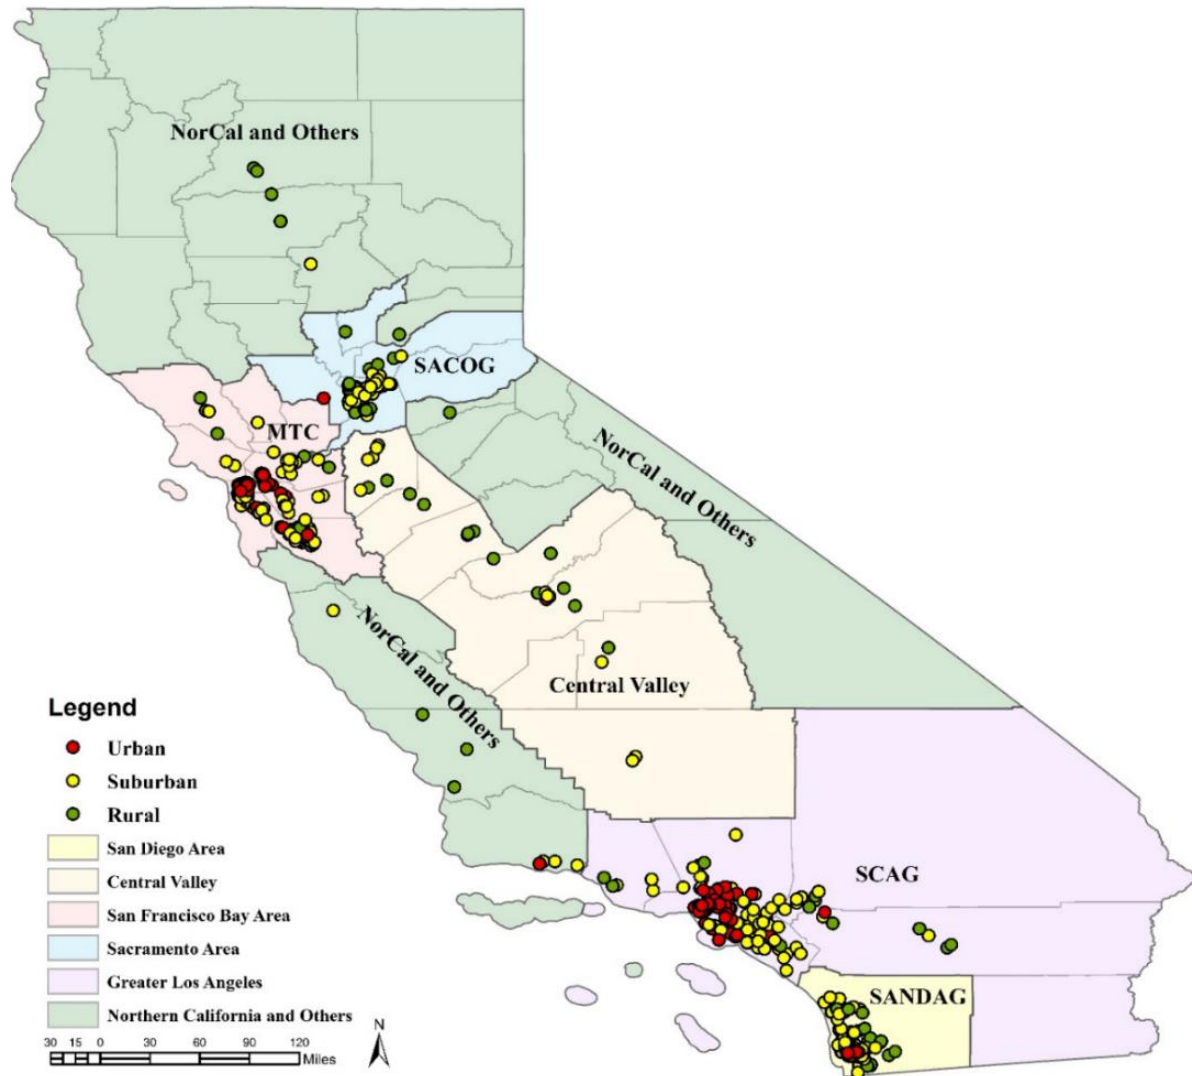 NorCal and Others
SACOG
MTC
NorCal and Others
NorCal and Others
Central Valley
SCAG
SANDAG
Legend
Urban
Suburban
Rural
San Diego Area
Central Valley
San Francisco Bay Area
Sacramento Area
Greater Los Angeles
Northern California and Others
30 15 0 30 60 90 120
Miles
N